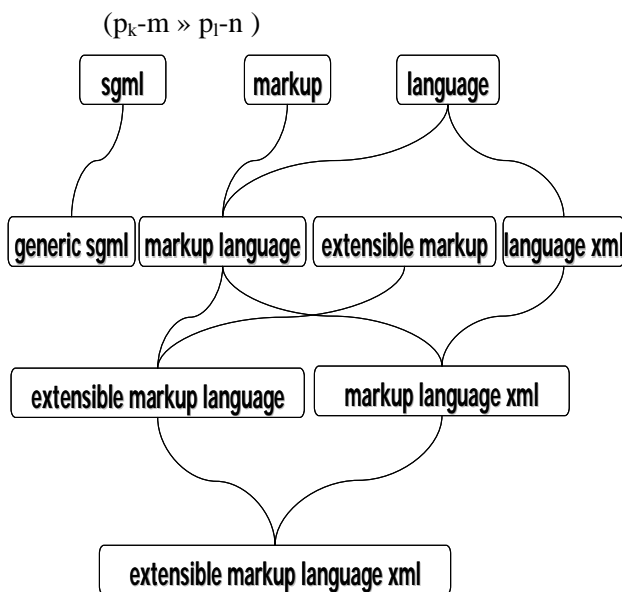 (pk-m » pl-n )
sgml markup language
generic sgml markup language extensible markup language xml
extensible markup language markup language xml
extensible markup language xml